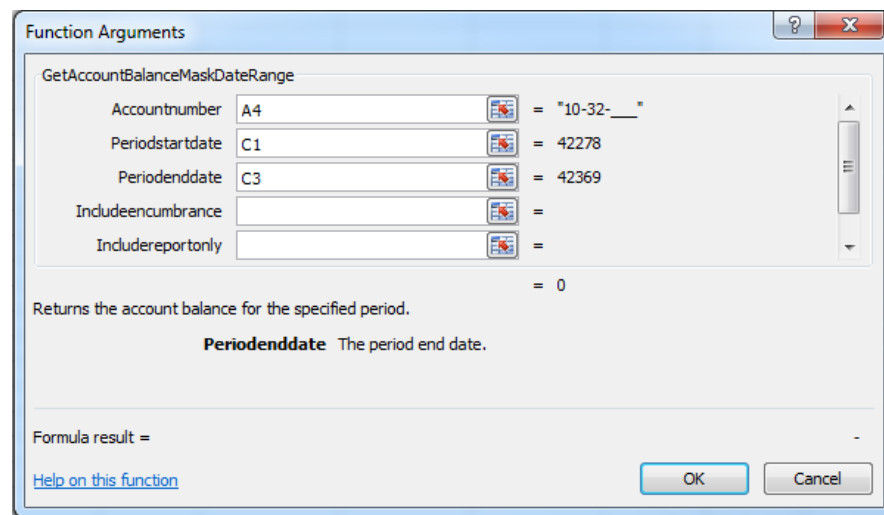 Function Arguments
GetAccountBalanceMaskDateRange
Accountnumber A4 = "10-32-___"
Periodstartdate C1 = 42278
Periodenddate C3 = 42369
Includeencumbrance =
Includereportonly =
= 0
Returns the account balance for the specified period.
Periodenddate The period end date.
Formula result = -
Help on this function OK Cancel